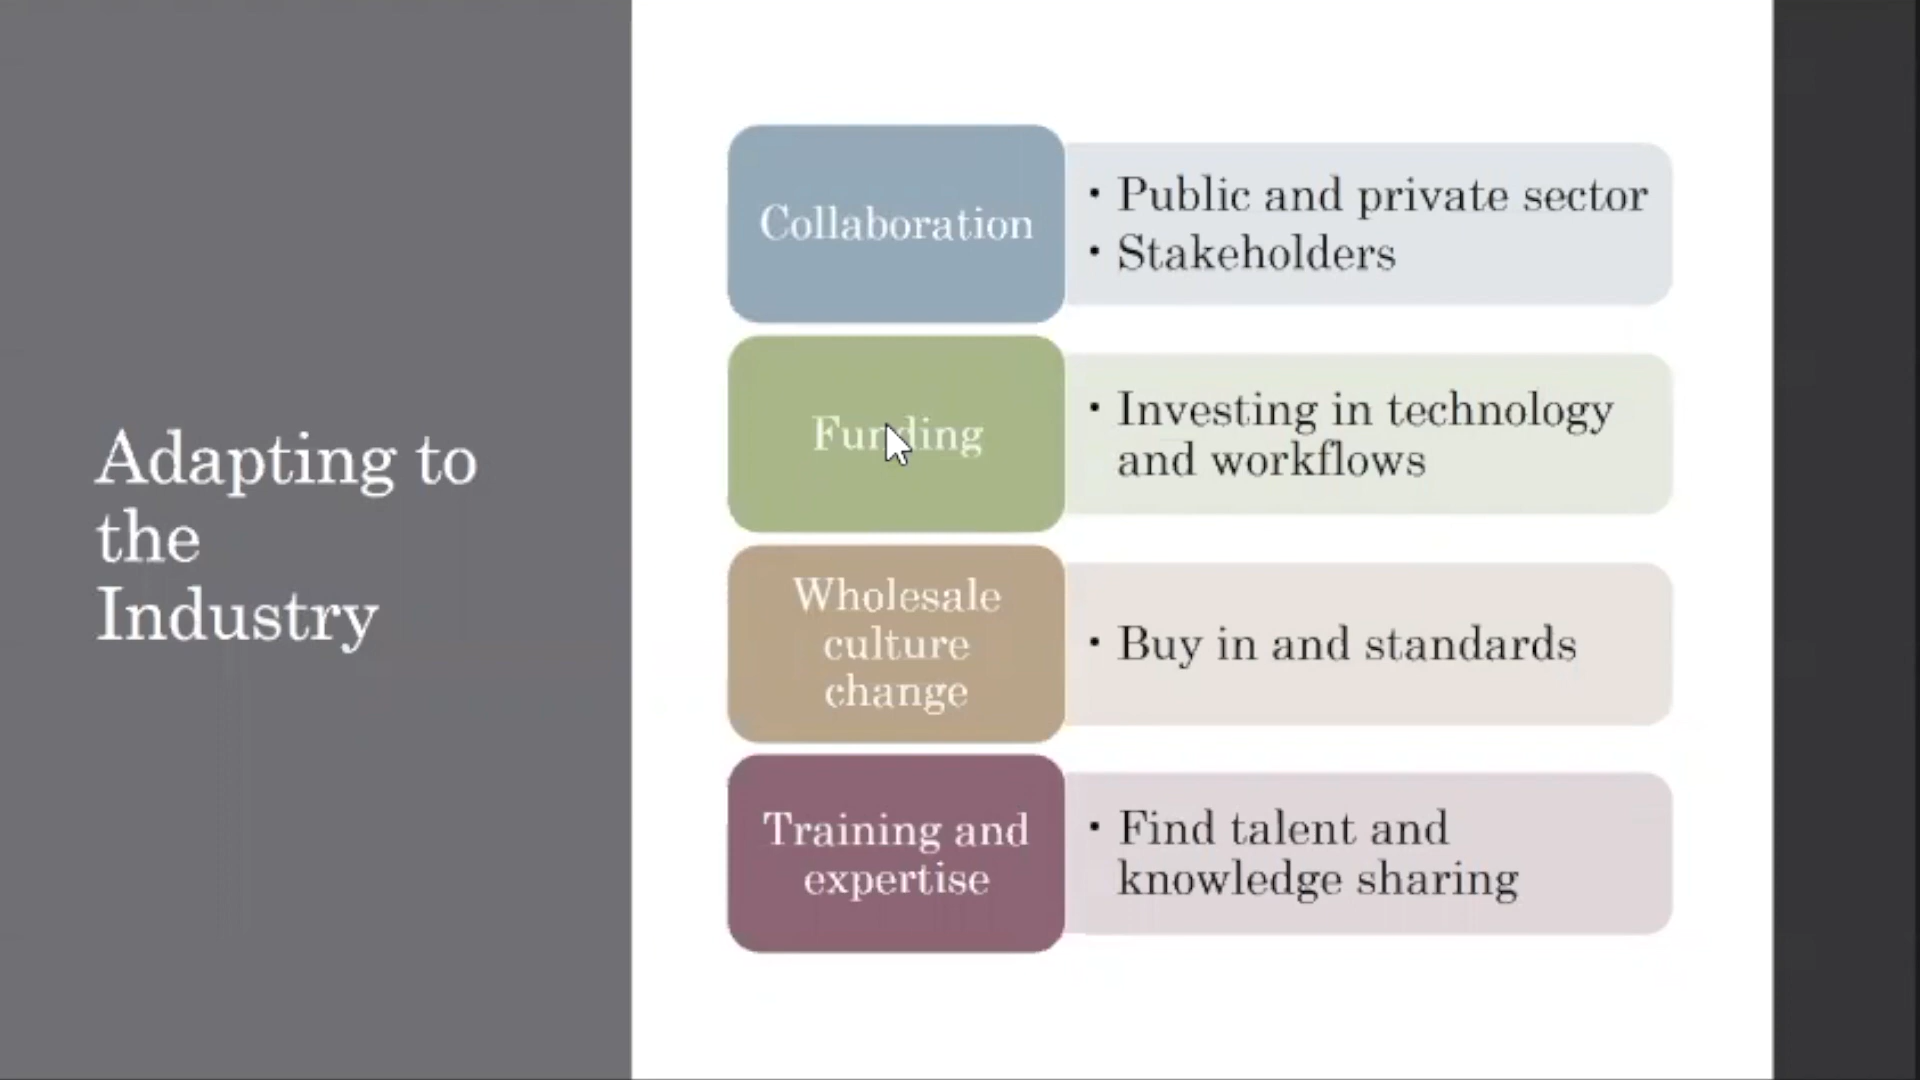 Adapting to
the
Industry
Collaboration
• Public and private sector
• Stakeholders
Funding
• Investing in technology
and workflows
Wholesale
culture
change
• Buy in and standards
Training and
expertise
• Find talent and
knowledge sharing